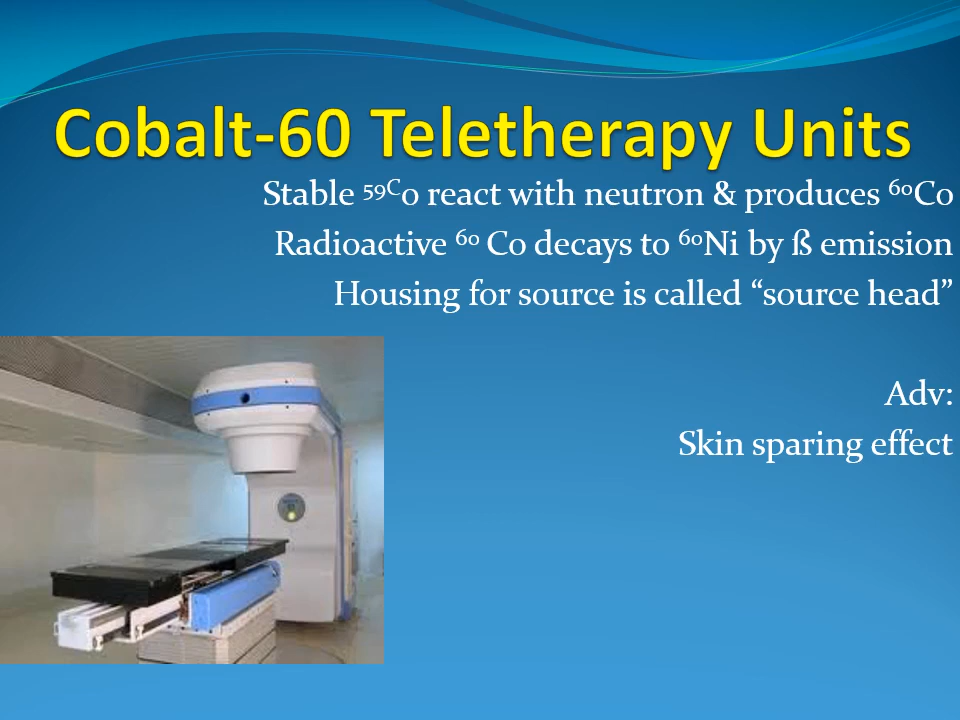 Cobalt-60 Teletherapy Units
Stable ⁵⁹ᶜo react with neutron & produces ⁶⁰Co
Radioactive ⁶⁰ Co decays to ⁶⁰Ni by ß emission
Housing for source is called “source head”
Adv:
Skin sparing effect